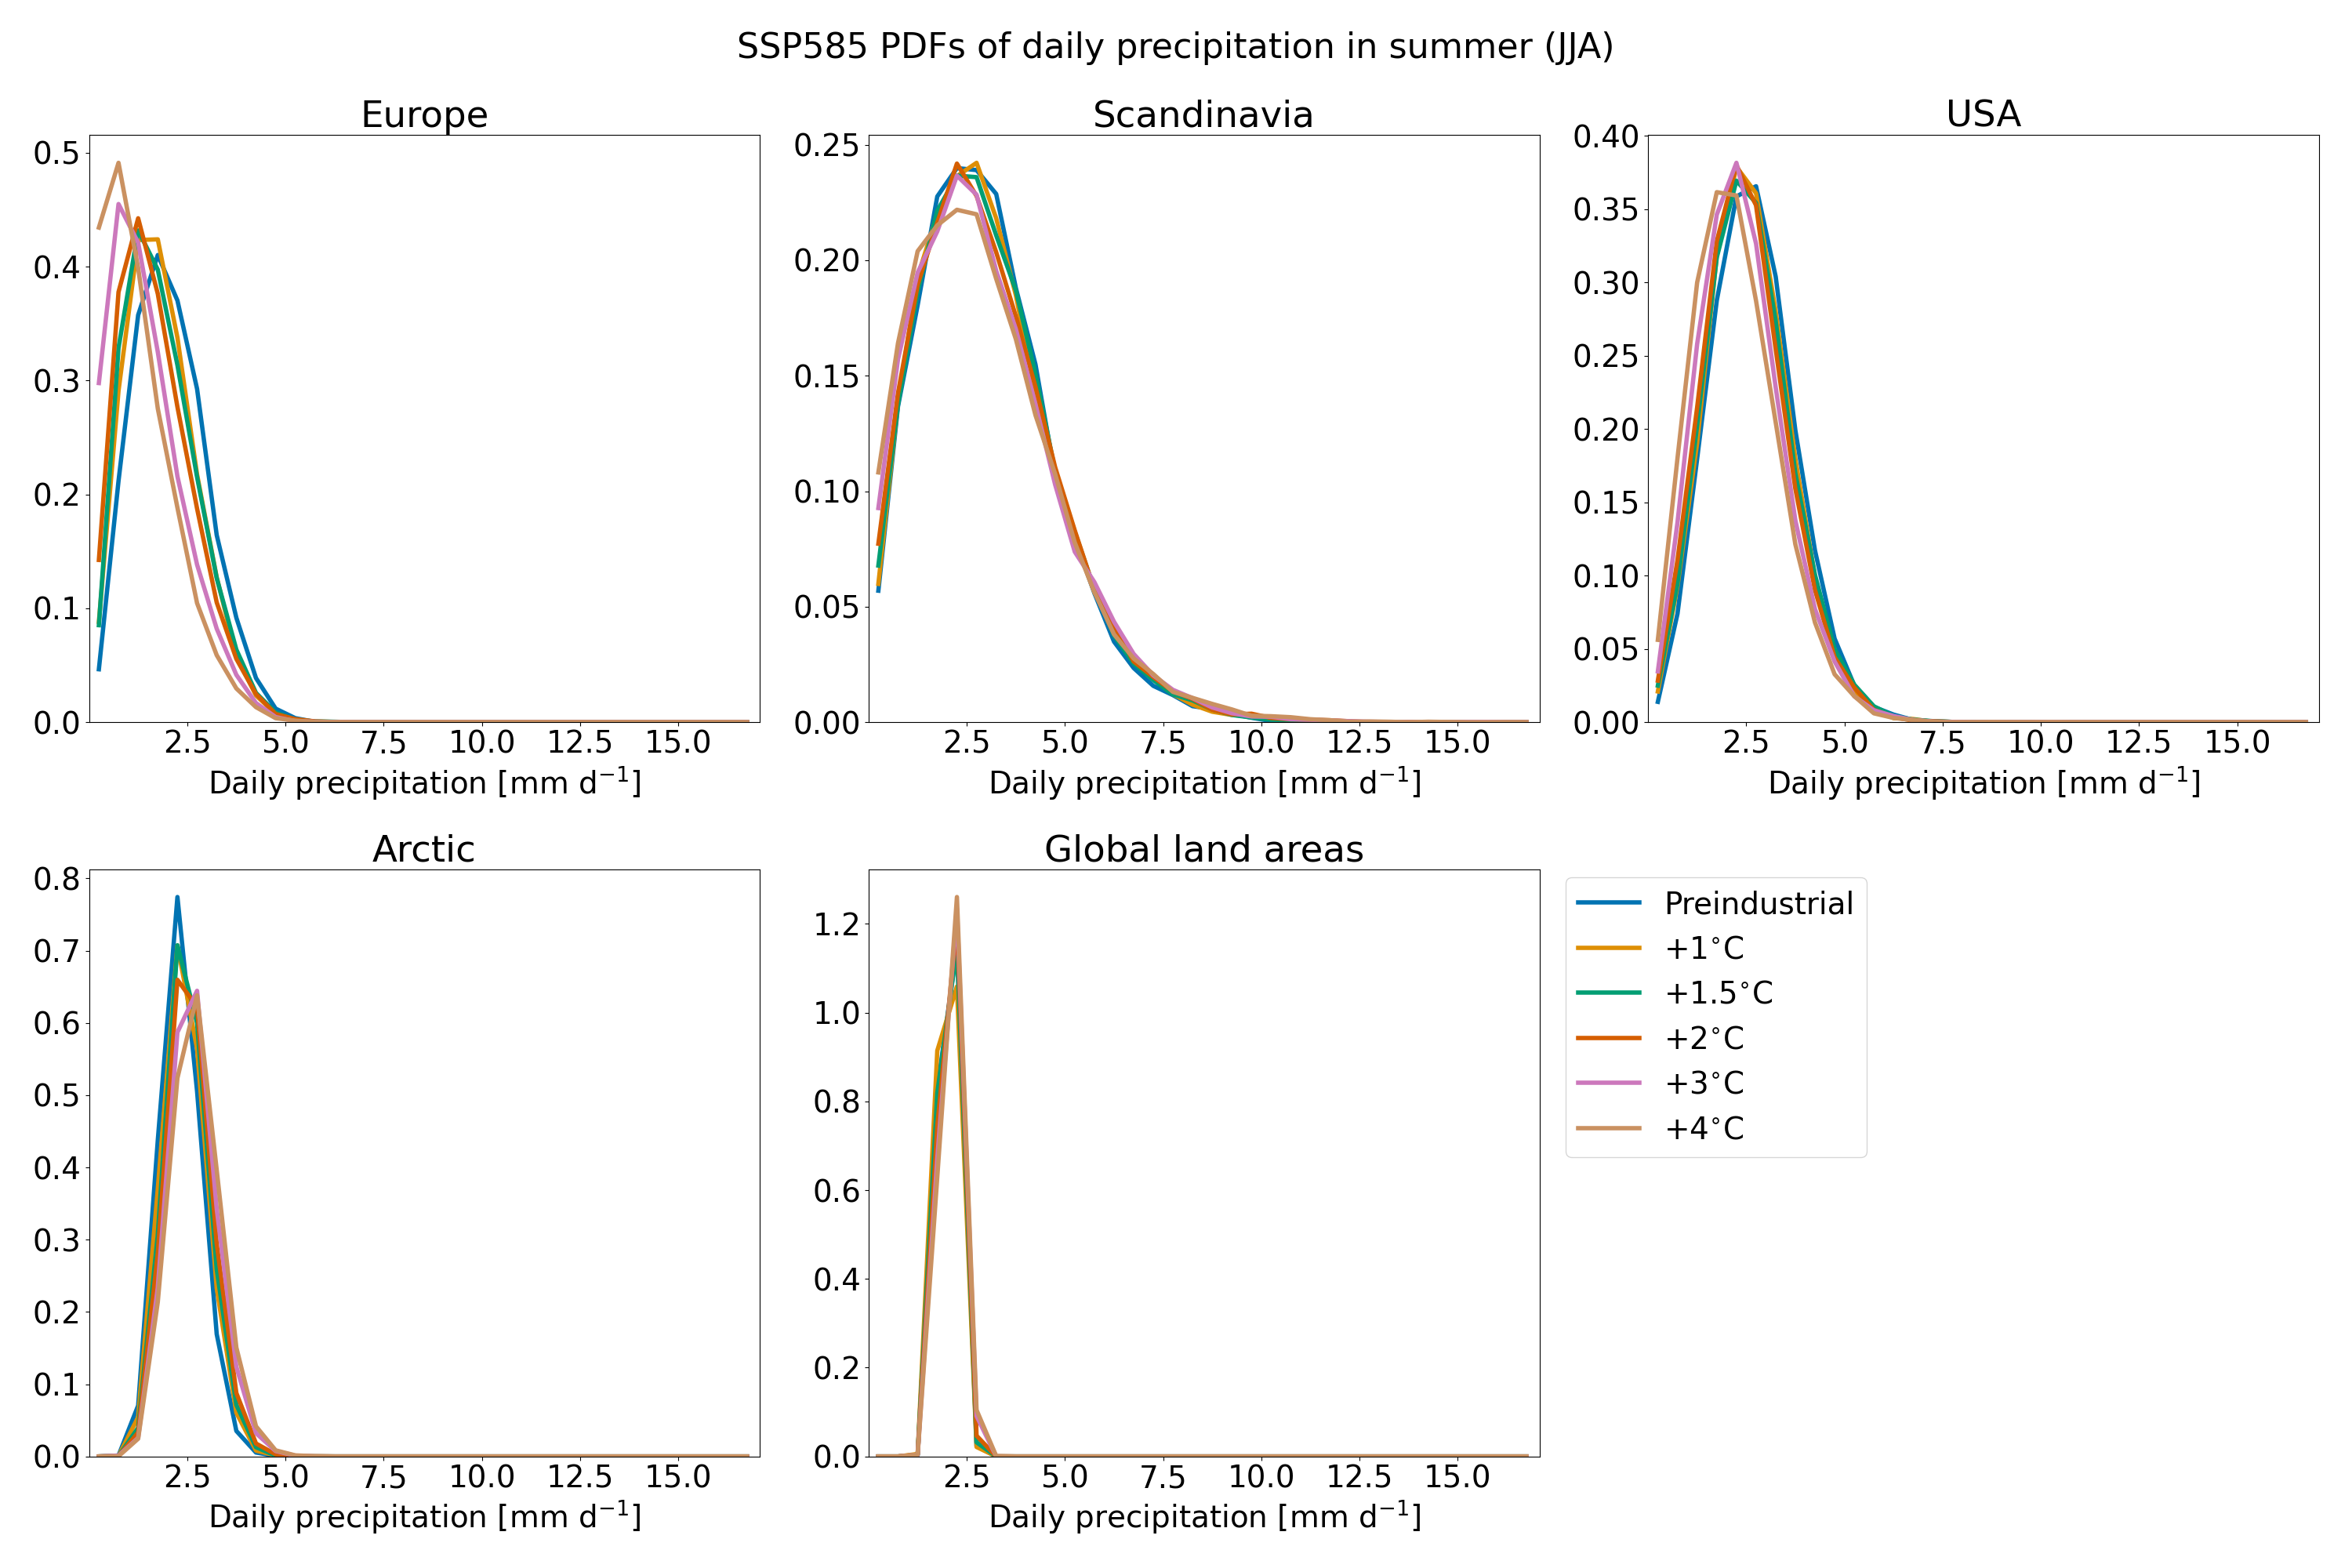 SSP585 PDFs of daily precipitation in summer (JJA)
Europe
0.5
0.4
0.3
0.2
0.1
0.0
2.5 5.0 7.5 10.0 12.5 15.0
Daily precipitation [mm d⁻¹]
Scandinavia
0.25
0.20
0.15
0.10
0.05
0.00
2.5 5.0 7.5 10.0 12.5 15.0
Daily precipitation [mm d⁻¹]
USA
0.40
0.35
0.30
0.25
0.20
0.15
0.10
0.05
0.00
2.5 5.0 7.5 10.0 12.5 15.0
Daily precipitation [mm d⁻¹]
Arctic
0.8
0.7
0.6
0.5
0.4
0.3
0.2
0.1
0.0
2.5 5.0 7.5 10.0 12.5 15.0
Daily precipitation [mm d⁻¹]
Global land areas
1.2
1.0
0.8
0.6
0.4
0.2
0.0
2.5 5.0 7.5 10.0 12.5 15.0
Daily precipitation [mm d⁻¹]
Preindustrial
+1°C
+1.5°C
+2°C
+3°C
+4°C